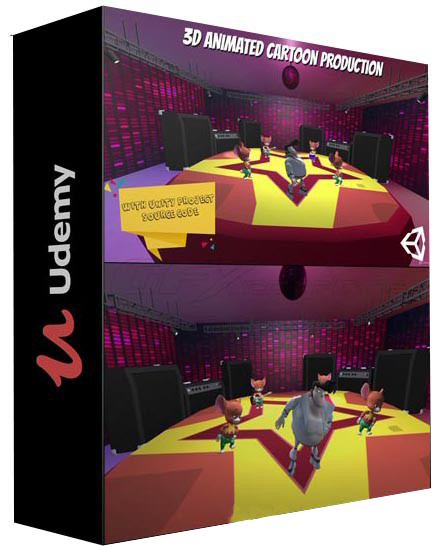 3D ANIMATED CARTOON PRODUCTION
WITH UNITY PROJECT
SOURCE CODE
Udemy